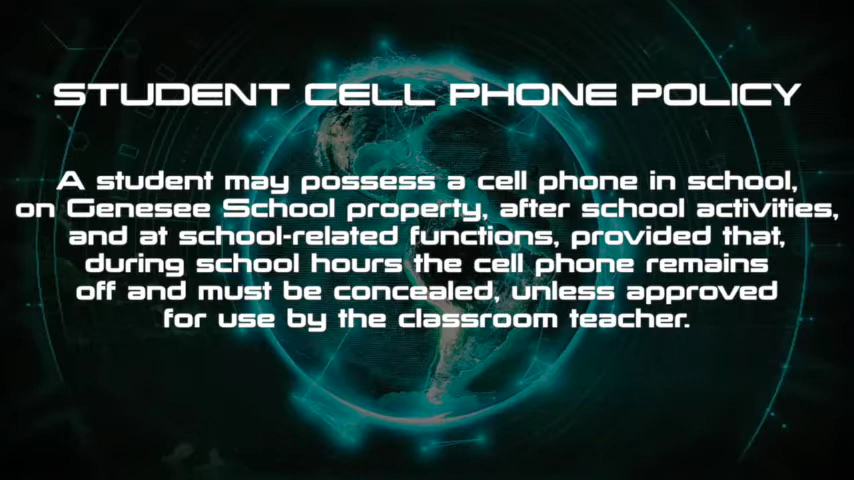 STUDENT CELL PHONE POLICY
A student may possess a cell phone in school,
on Genesee School property, after school activities,
and at school-related functions, provided that,
during school hours the cell phone remains
off and must be concealed, unless approved
for use by the classroom teacher.